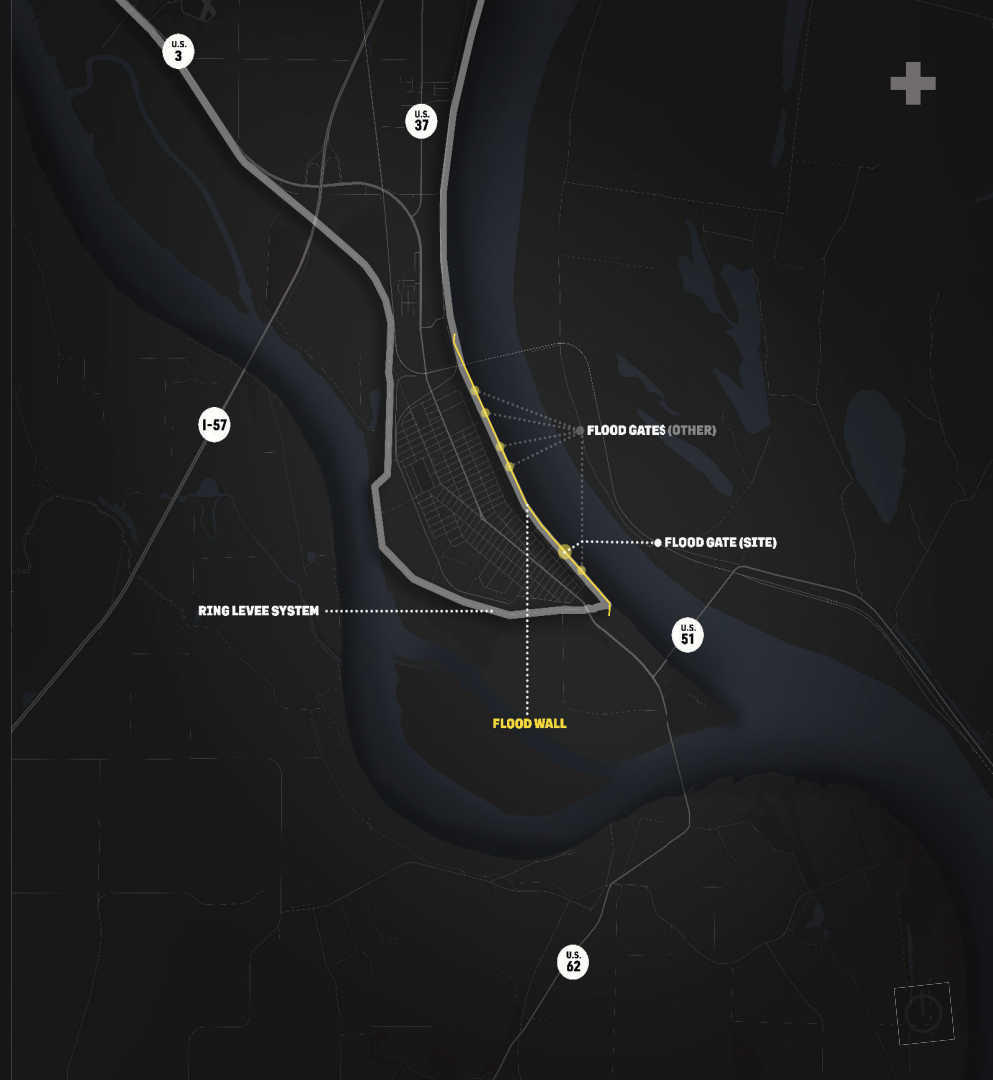 U.S.
3
U.S.
37
I-57
FLOOD GATES (OTHER)
FLOOD GATE (SITE)
RING LEVEE SYSTEM
U.S.
51
FLOOD WALL
U.S.
62